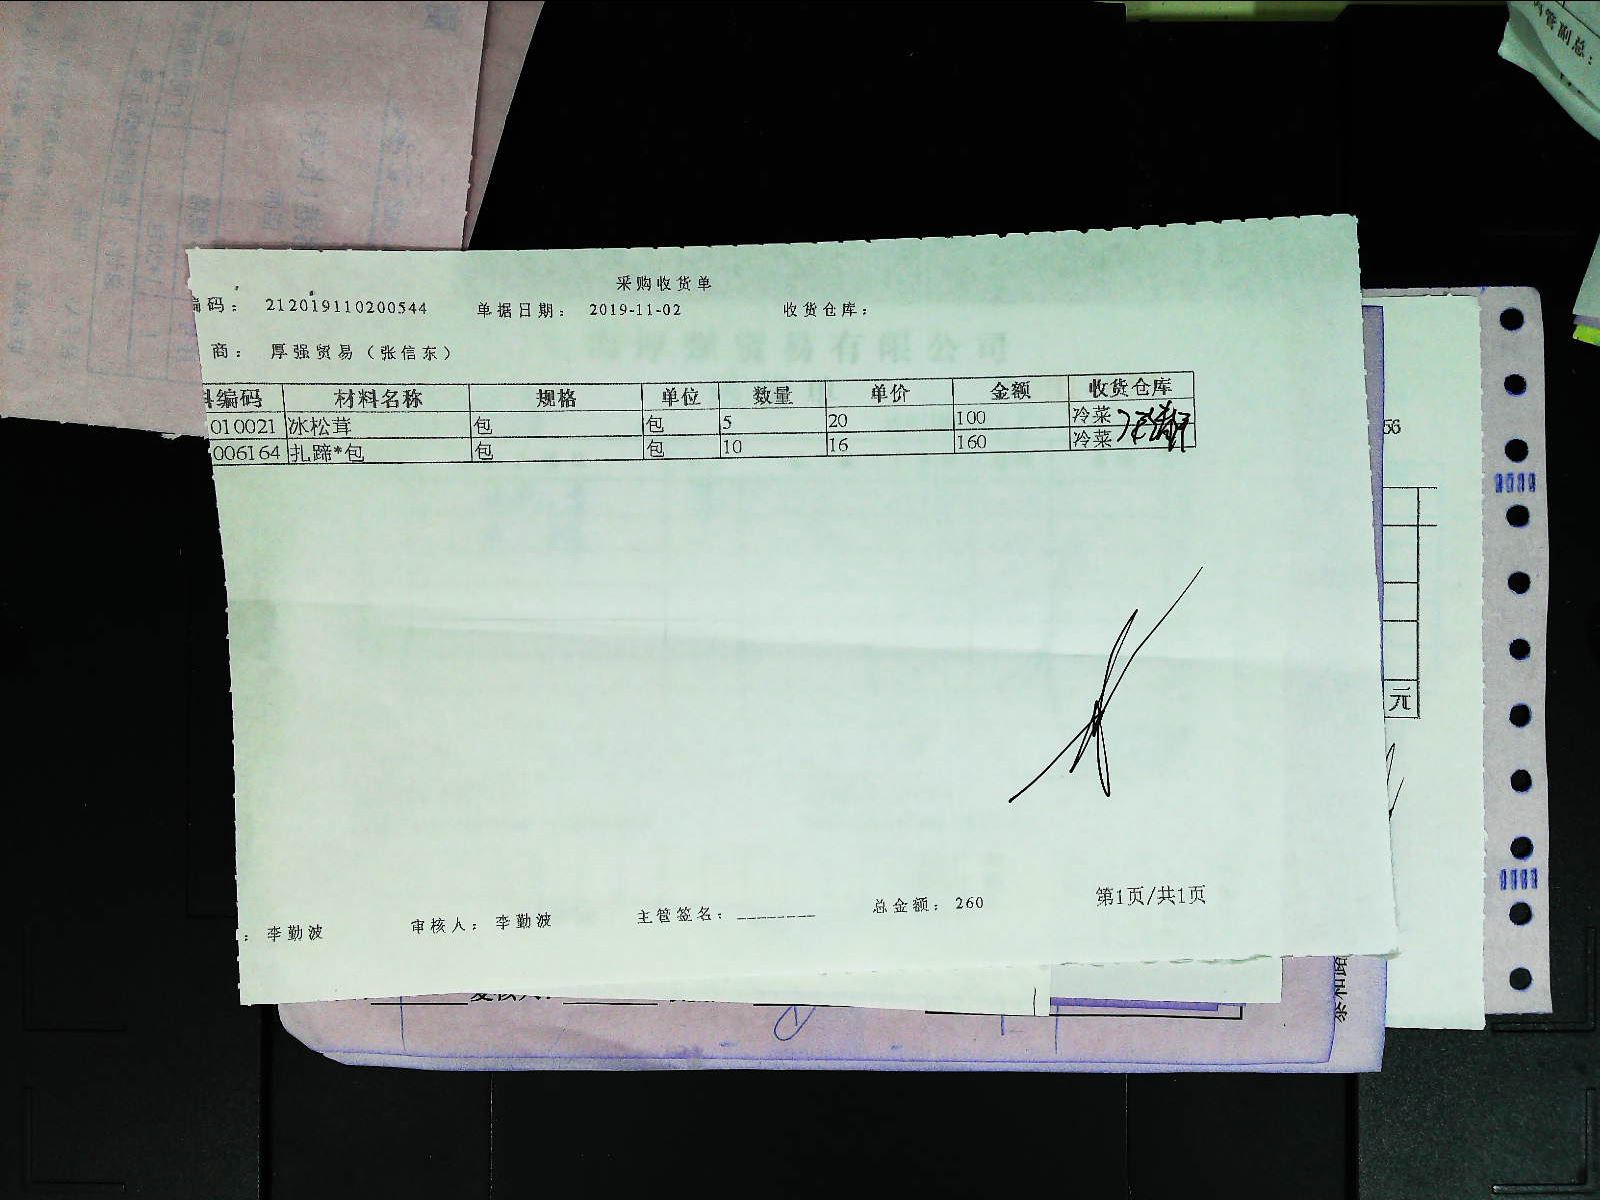 采购收货单
编码： 212019110200544 单据日期： 2019-11-02 收货仓库：
商： 厚强贸易（张信东）
料编码 材料名称 规格 单位 数量 单价 金额 收货仓库
010021 冰松茸 包 包 5 20 100 冷菜
006164 扎蹄*包 包 包 10 16 160 冷菜
： 李勤波 审核人： 李勤波 主管签名：________ 总金额： 260 第1页/共1页
56
元